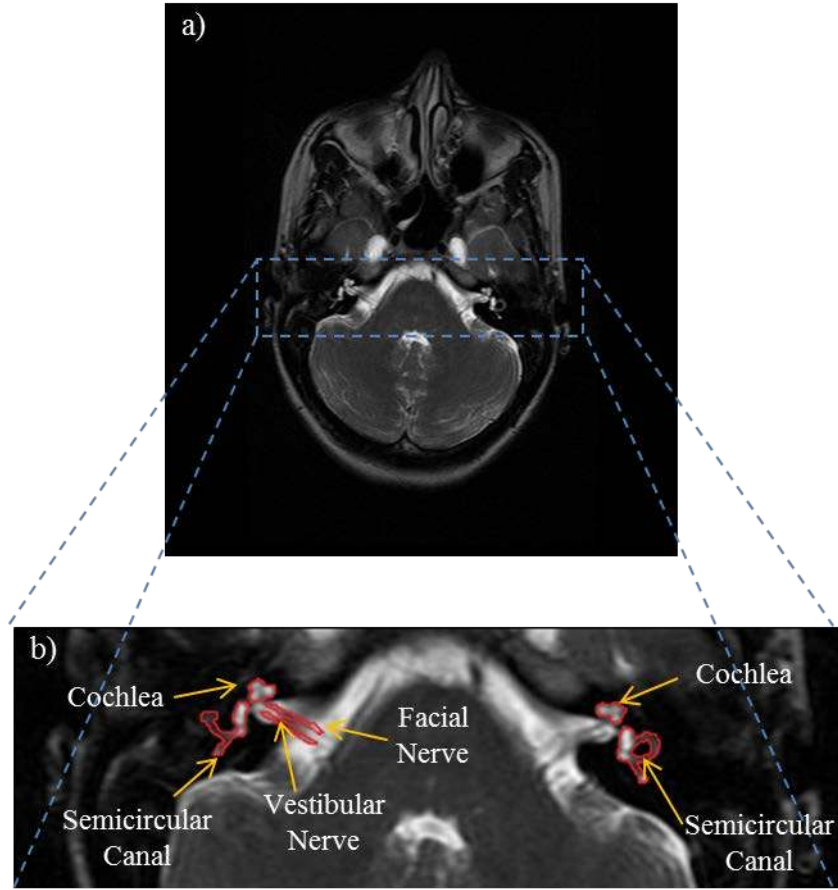 a)
b)
Cochlea
Cochlea
Facial
Nerve
Vestibular
Nerve
Semicircular
Canal
Semicircular
Canal